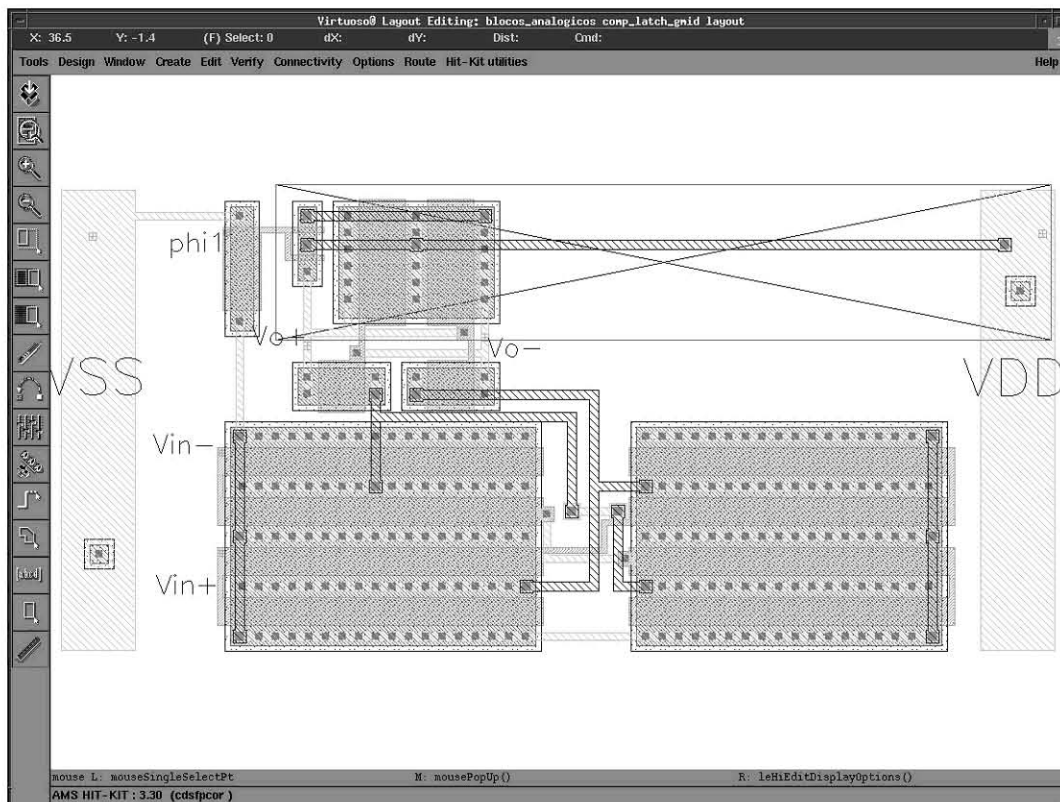 Virtuoso® Layout Editing: blocos_analogicos comp_latch_gmid layout
X: 36.5 Y: -1.4 (F) Select: 0 dX: dY: Dist: Cmd:
Tools Design Window Create Edit Verify Connectivity Options Route Hit-Kit utilities Help
phi1
Vo+
Vo-
VSS
VDD
Vin-
Vin+
[abcd]
mouse L: mouseSingleSelectPt M: mousePopUp() R: leHiEditDisplayOptions()
AMS HIT-KIT : 3.30 (cdsfpcor )